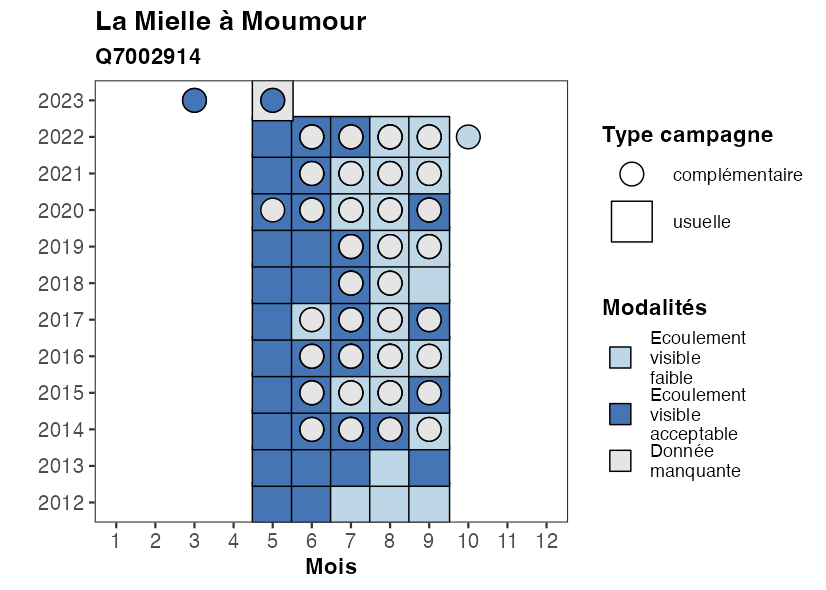 La Mielle à Moumour
Q7002914
2023
2022
2021
2020
2019
2018
2017
2016
2015
2014
2013
2012
1 2 3 4 5 6 7 8 9 10 11 12
Mois
Type campagne
complémentaire
usuelle
Modalités
Ecoulement
visible
faible
Ecoulement
visible
acceptable
Donnée
manquante